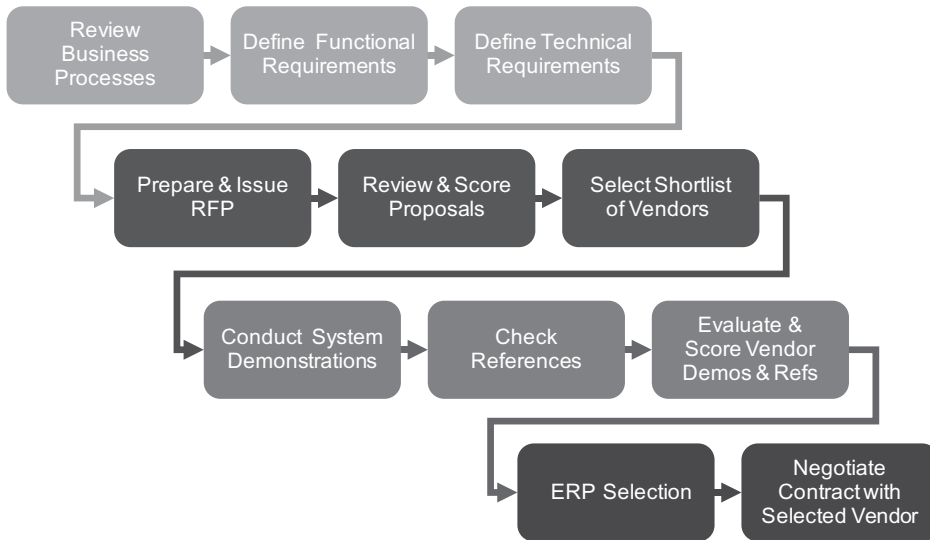 Review
Business
Processes
Define Functional
Requirements
Define Technical
Requirements
Prepare & Issue
RFP
Review & Score
Proposals
Select Shortlist
of Vendors
Conduct System
Demonstrations
Check
References
Evaluate &
Score Vendor
Demos & Refs
ERP Selection
Negotiate
Contract with
Selected Vendor